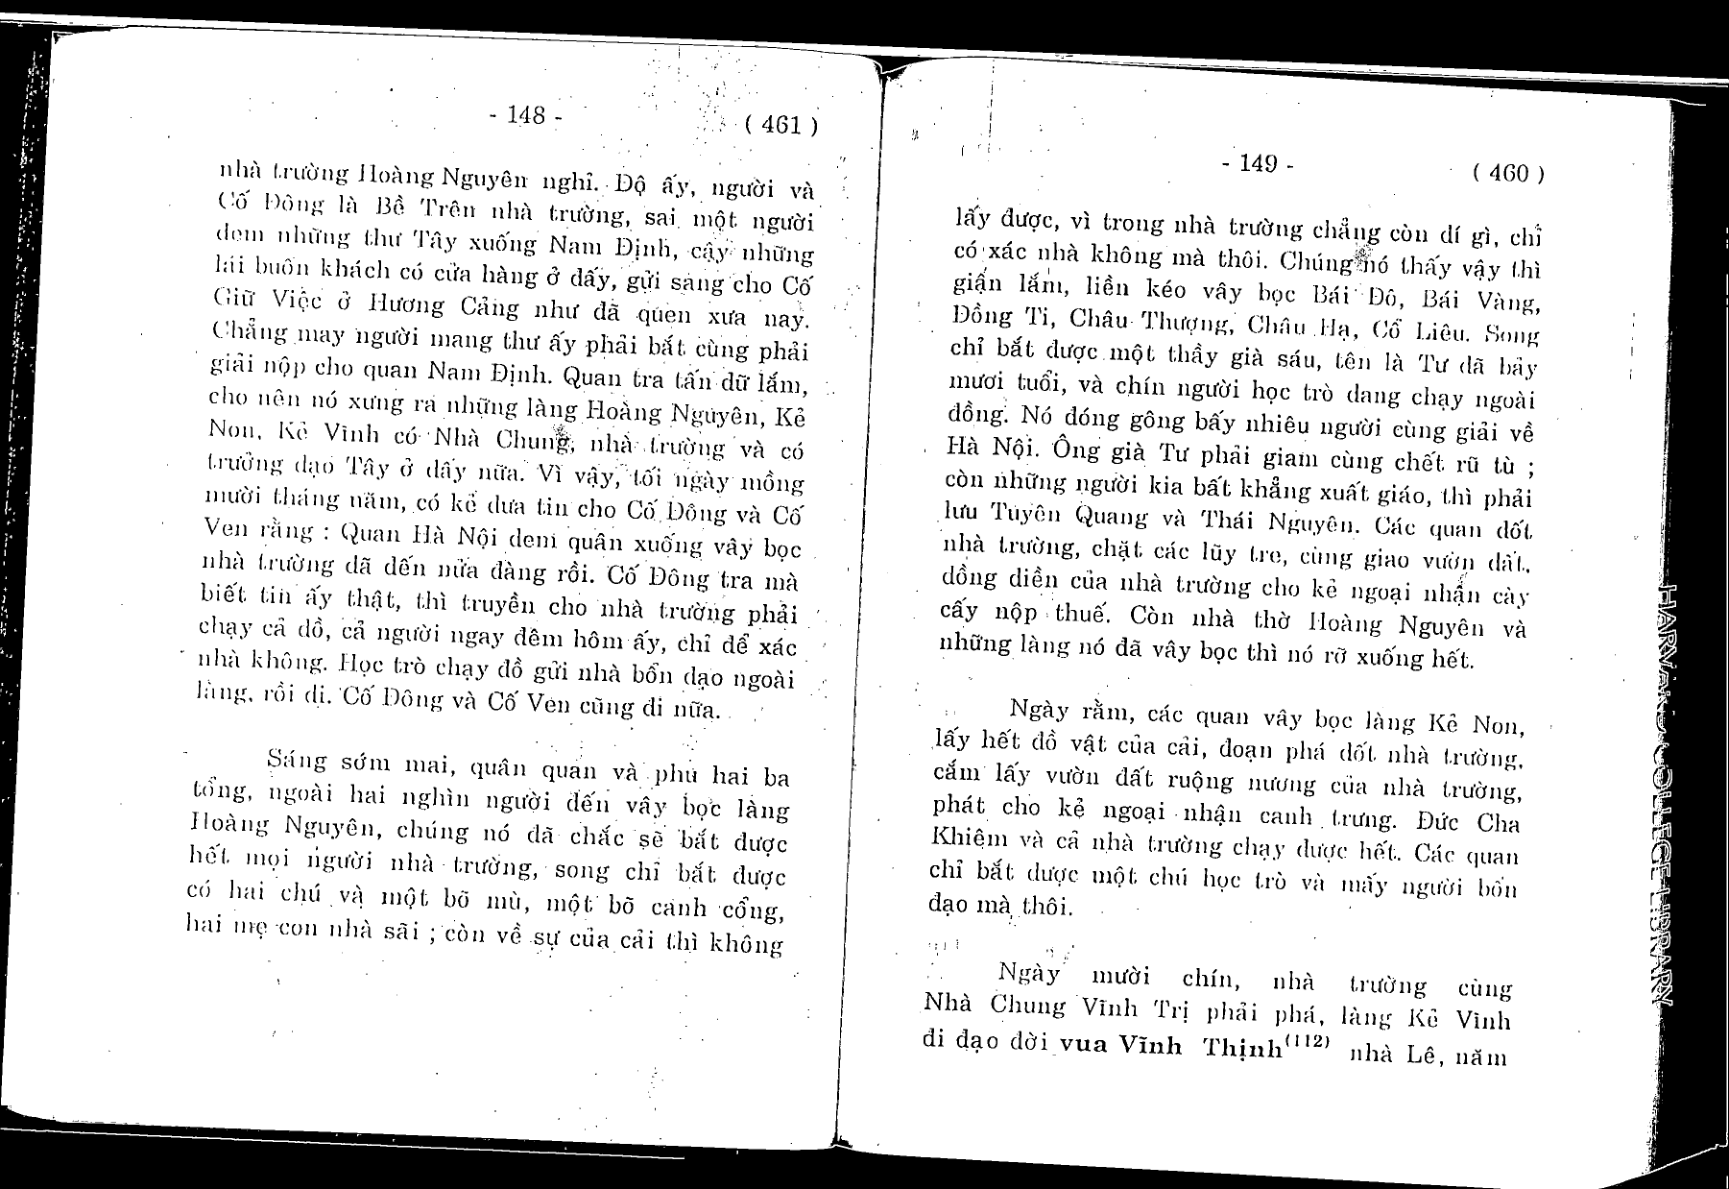 - 148 -
( 461 )
nhà trường Hoàng Nguyên nghỉ. Độ ấy, người và
Cố Đông là Bề Trên nhà trường, sai một người
đem những thư Tây xuống Nam Định, cậy những
lái buôn khách có cửa hàng ở đấy, gửi sang cho Cố
Giữ Việc ở Hương Cảng như đã quen xưa nay.
Chẳng may người mang thư ấy phải bắt cùng phải
giải nộp cho quan Nam Định. Quan tra tấn dữ lắm,
cho nên nó xưng ra những làng Hoàng Nguyên, Kẻ
Non, Kẻ Vĩnh có Nhà Chung, nhà trường và có
trưởng đạo Tây ở đấy nữa. Vì vậy, tối ngày mồng
mười tháng năm, có kẻ đưa tin cho Cố Đông và Cố
Ven rằng : Quan Hà Nội đem quân xuống vây bọc
nhà trường đã đến nửa đàng rồi. Cố Đông tra mà
biết tin ấy thật, thì truyền cho nhà trường phải
chạy cả đồ, cả người ngay đêm hôm ấy, chỉ để xác
nhà không. Học trò chạy đồ gửi nhà bổn đạo ngoài
làng, rồi đi. Cố Đông và Cố Ven cũng đi nữa.
Sáng sớm mai, quân quan và phủ hai ba
tổng, ngoài hai nghìn người đến vây bọc làng
Hoàng Nguyên, chúng nó đã chắc sẽ bắt được
hết mọi người nhà trường, song chỉ bắt được
có hai chú và một bõ mù, một bõ canh cổng,
hai mẹ con nhà sãi ; còn về sự của cải thì không
- 149 -
( 460 )
lấy được, vì trong nhà trường chẳng còn dí gì, chỉ
có xác nhà không mà thôi. Chúng nó thấy vậy thì
giận lắm, liền kéo vây bọc Bái Đô, Bái Vàng,
Đồng Ti, Châu Thượng, Châu Hạ, Cổ Liêu. Song
chỉ bắt được một thầy già sáu, tên là Tư đã bảy
mươi tuổi, và chín người học trò đang chạy ngoài
đồng. Nó đóng gông bấy nhiêu người cùng giải về
Hà Nội. Ông già Tư phải giam cùng chết rũ tù ;
còn những người kia bất khẳng xuất giáo, thì phải
lưu Tuyên Quang và Thái Nguyên. Các quan đốt
nhà trường, chặt các lũy tre, cùng giao vườn đất,
đồng điền của nhà trường cho kẻ ngoại nhận cày
cấy nộp thuế. Còn nhà thờ Hoàng Nguyên và
những làng nó đã vây bọc thì nó rỡ xuống hết.
Ngày rằm, các quan vây bọc làng Kẻ Non,
lấy hết đồ vật của cải, đoạn phá đốt nhà trường,
cắm lấy vườn đất ruộng nương của nhà trường,
phát cho kẻ ngoại nhận canh trưng. Đức Cha
Khiêm và cả nhà trường chạy được hết. Các quan
chỉ bắt được một chú học trò và mấy người bổn
đạo mà thôi.
Ngày mười chín, nhà trường cùng
Nhà Chung Vĩnh Trị phải phá, làng Kẻ Vĩnh
đi đạo đời vua Vĩnh Thịnh(112) nhà Lê, năm
HARVARD COLLEGE LIBRARY